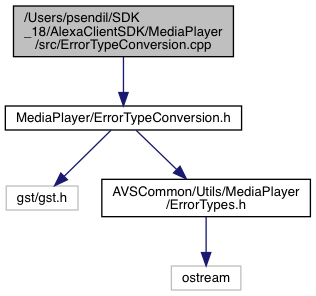 /Users/psendil/SDK
_18/AlexaClientSDK/MediaPlayer
/src/ErrorTypeConversion.cpp
MediaPlayer/ErrorTypeConversion.h
gst/gst.h
AVSCommon/Utils/MediaPlayer
/ErrorTypes.h
ostream